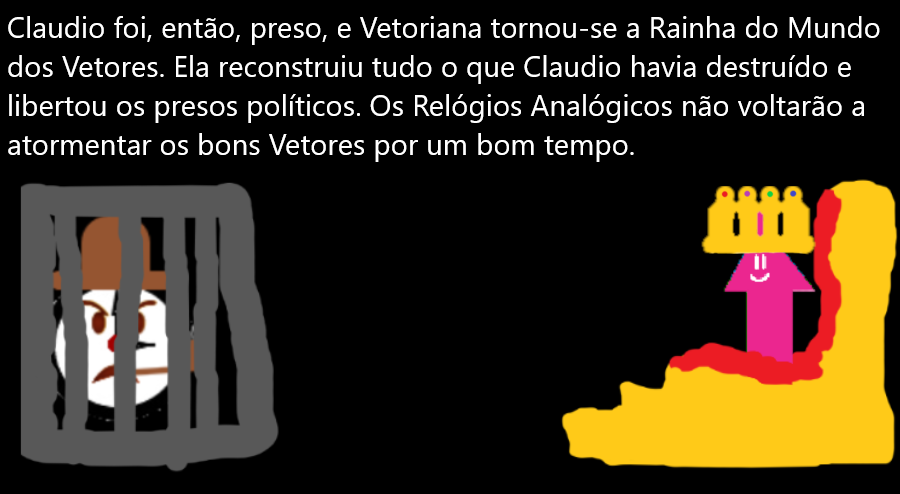 Claudio foi, então, preso, e Vetoriana tornou-se a Rainha do Mundo
dos Vetores. Ela reconstruiu tudo o que Claudio havia destruído e
libertou os presos políticos. Os Relógios Analógicos não voltarão a
atormentar os bons Vetores por um bom tempo.